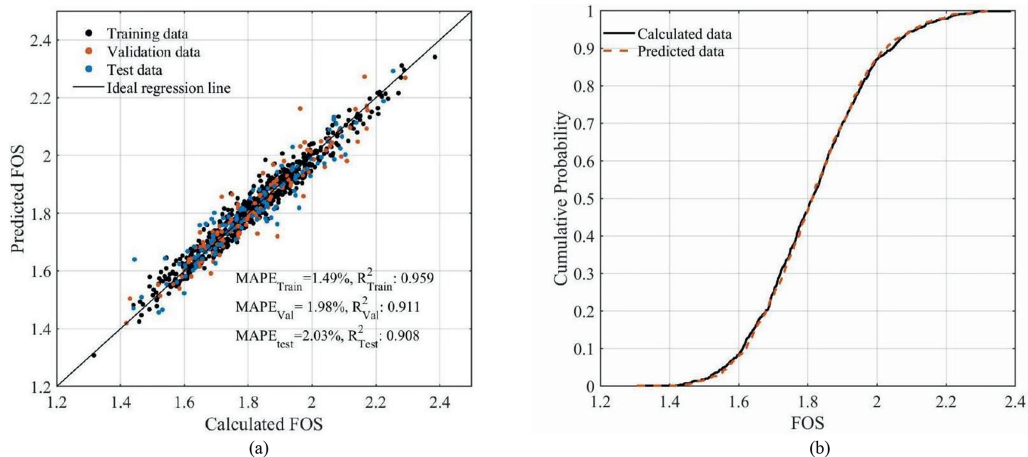 2.4
2.2
2
1.8
1.6
1.4
1.2
Predicted FOS
Training data
Validation data
Test data
Ideal regression line
MAPE_Train=1.49%, R²_Train: 0.959
MAPE_Val= 1.98%, R²_Val: 0.911
MAPE_test=2.03%, R²_Test: 0.908
1.2 1.4 1.6 1.8 2 2.2 2.4
Calculated FOS
(a)
1
0.9
0.8
0.7
0.6
0.5
0.4
0.3
0.2
0.1
0
Cumulative Probability
Calculated data
Predicted data
1.2 1.4 1.6 1.8 2 2.2 2.4
FOS
(b)